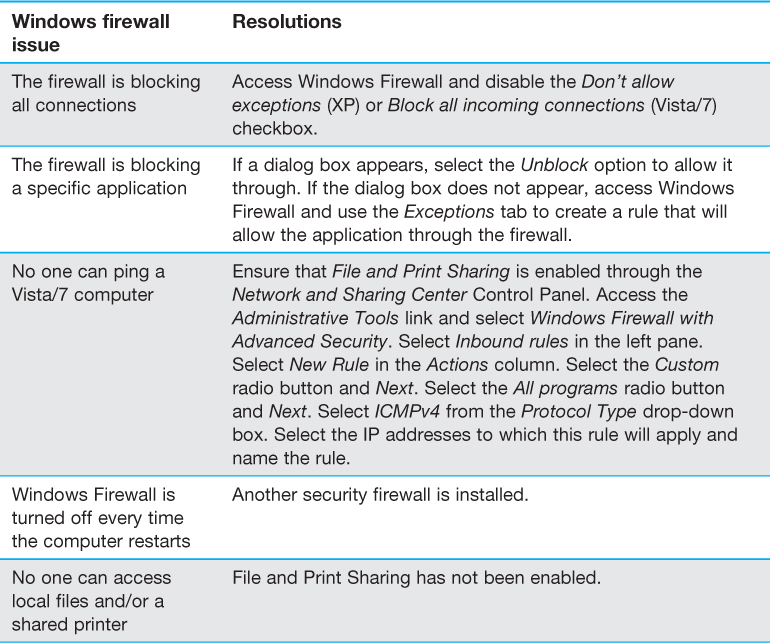 Windows firewall
issue
Resolutions
The firewall is blocking
all connections
Access Windows Firewall and disable the Don't allow
exceptions (XP) or Block all incoming connections (Vista/7)
checkbox.
The firewall is blocking
a specific application
If a dialog box appears, select the Unblock option to allow it
through. If the dialog box does not appear, access Windows
Firewall and use the Exceptions tab to create a rule that will
allow the application through the firewall.
No one can ping a
Vista/7 computer
Ensure that File and Print Sharing is enabled through the
Network and Sharing Center Control Panel. Access the
Administrative Tools link and select Windows Firewall with
Advanced Security. Select Inbound rules in the left pane.
Select New Rule in the Actions column. Select the Custom
radio button and Next. Select the All programs radio button
and Next. Select ICMPv4 from the Protocol Type drop-down
box. Select the IP addresses to which this rule will apply and
name the rule.
Windows Firewall is
turned off every time
the computer restarts
Another security firewall is installed.
No one can access
local files and/or a
shared printer
File and Print Sharing has not been enabled.